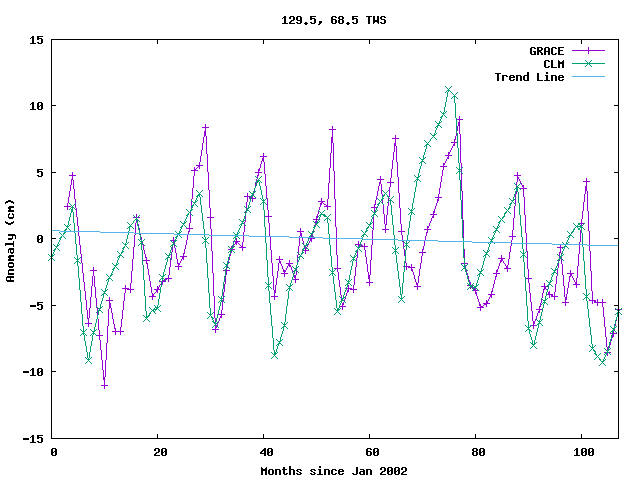 129.5, 68.5 TWS
GRACE
CLM
Trend Line
Anomaly (cm)
15
10
5
0
-5
-10
-15
0 20 40 60 80 100
Months since Jan 2002